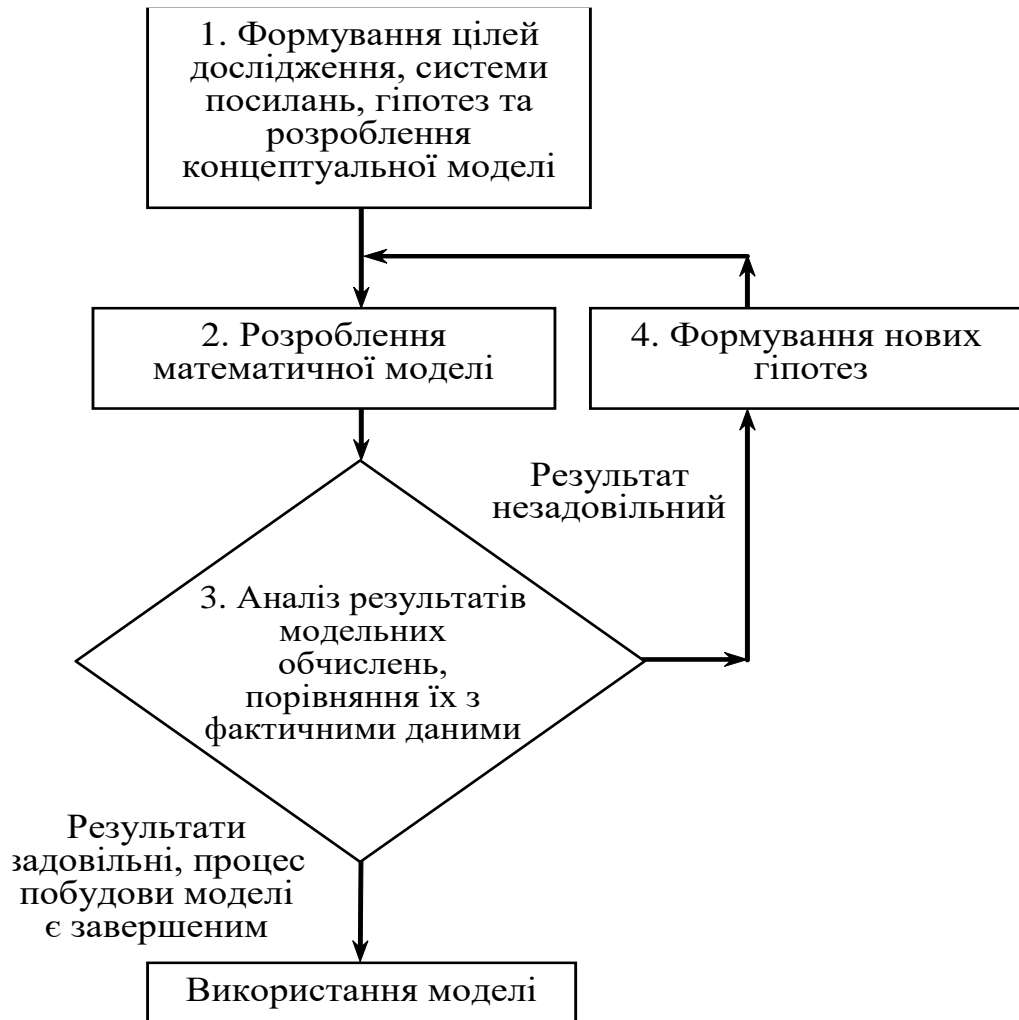 1. Формування цілей
дослідження, системи
посилань, гіпотез та
розроблення
концептуальної моделі
2. Розроблення
математичної моделі
4. Формування нових
гіпотез
Результат
незадовільний
3. Аналіз результатів
модельних
обчислень,
порівняння їх з
фактичними даними
Результати
задовільні, процес
побудови моделі
є завершеним
Використання моделі